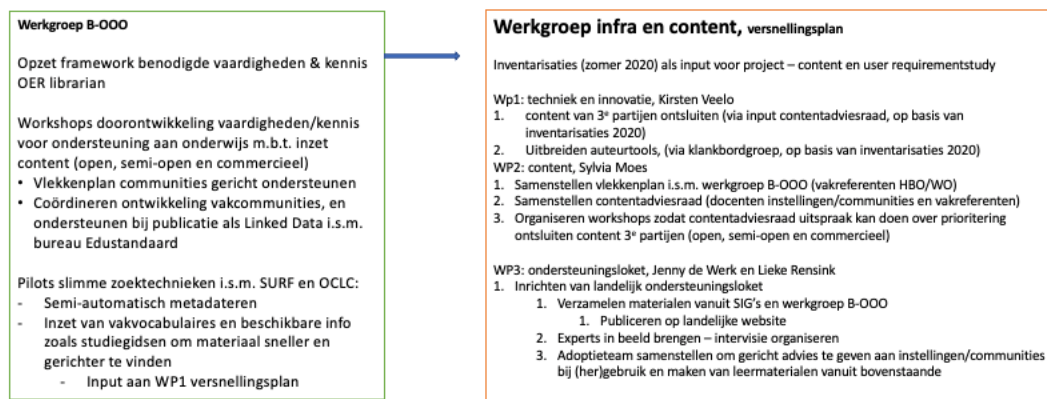 Werkgroep B-OOO
Opzet framework benodigde vaardigheden & kennis
OER librarian
Workshops doorontwikkeling vaardigheden/kennis
voor ondersteuning aan onderwijs m.b.t. inzet
content (open, semi-open en commercieel)
• Vlekkenplan communities gericht ondersteunen
• Coördineren ontwikkeling vakcommunities, en
ondersteunen bij publicatie als Linked Data i.s.m.
bureau Edustandaard
Pilots slimme zoektechnieken i.s.m. SURF en OCLC:
- Semi-automatisch metadateren
- Inzet van vakvocabulaires en beschikbare info
zoals studiegidsen om materiaal sneller en
gerichter te vinden
- Input aan WP1 versnellingsplan
Werkgroep infra en content, versnellingsplan
Inventarisaties (zomer 2020) als input voor project – content en user requirementstudy
Wp1: techniek en innovatie, Kirsten Veelo
1. content van 3e partijen ontsluiten (via input contentadviesraad, op basis van
inventarisaties 2020)
2. Uitbreiden auteurtools, (via klankbordgroep, op basis van inventarisaties 2020)
WP2: content, Sylvia Moes
1. Samenstellen vlekkenplan i.s.m. werkgroep B-OOO (vakreferenten HBO/WO)
2. Samenstellen contentadviesraad (docenten instellingen/communities en vakreferenten)
3. Organiseren workshops zodat contentadviesraad uitspraak kan doen over prioritering
ontsluiten content 3e partijen (open, semi-open en commercieel)
WP3: ondersteuningsloket, Jenny de Werk en Lieke Rensink
1. Inrichten van landelijk ondersteuningsloket
1. Verzamelen materialen vanuit SIG's en werkgroep B-OOO
1. Publiceren op landelijke website
2. Experts in beeld brengen – intervisie organiseren
3. Adoptieteam samenstellen om gericht advies te geven aan instellingen/communities
bij (her)gebruik en maken van leermaterialen vanuit bovenstaande